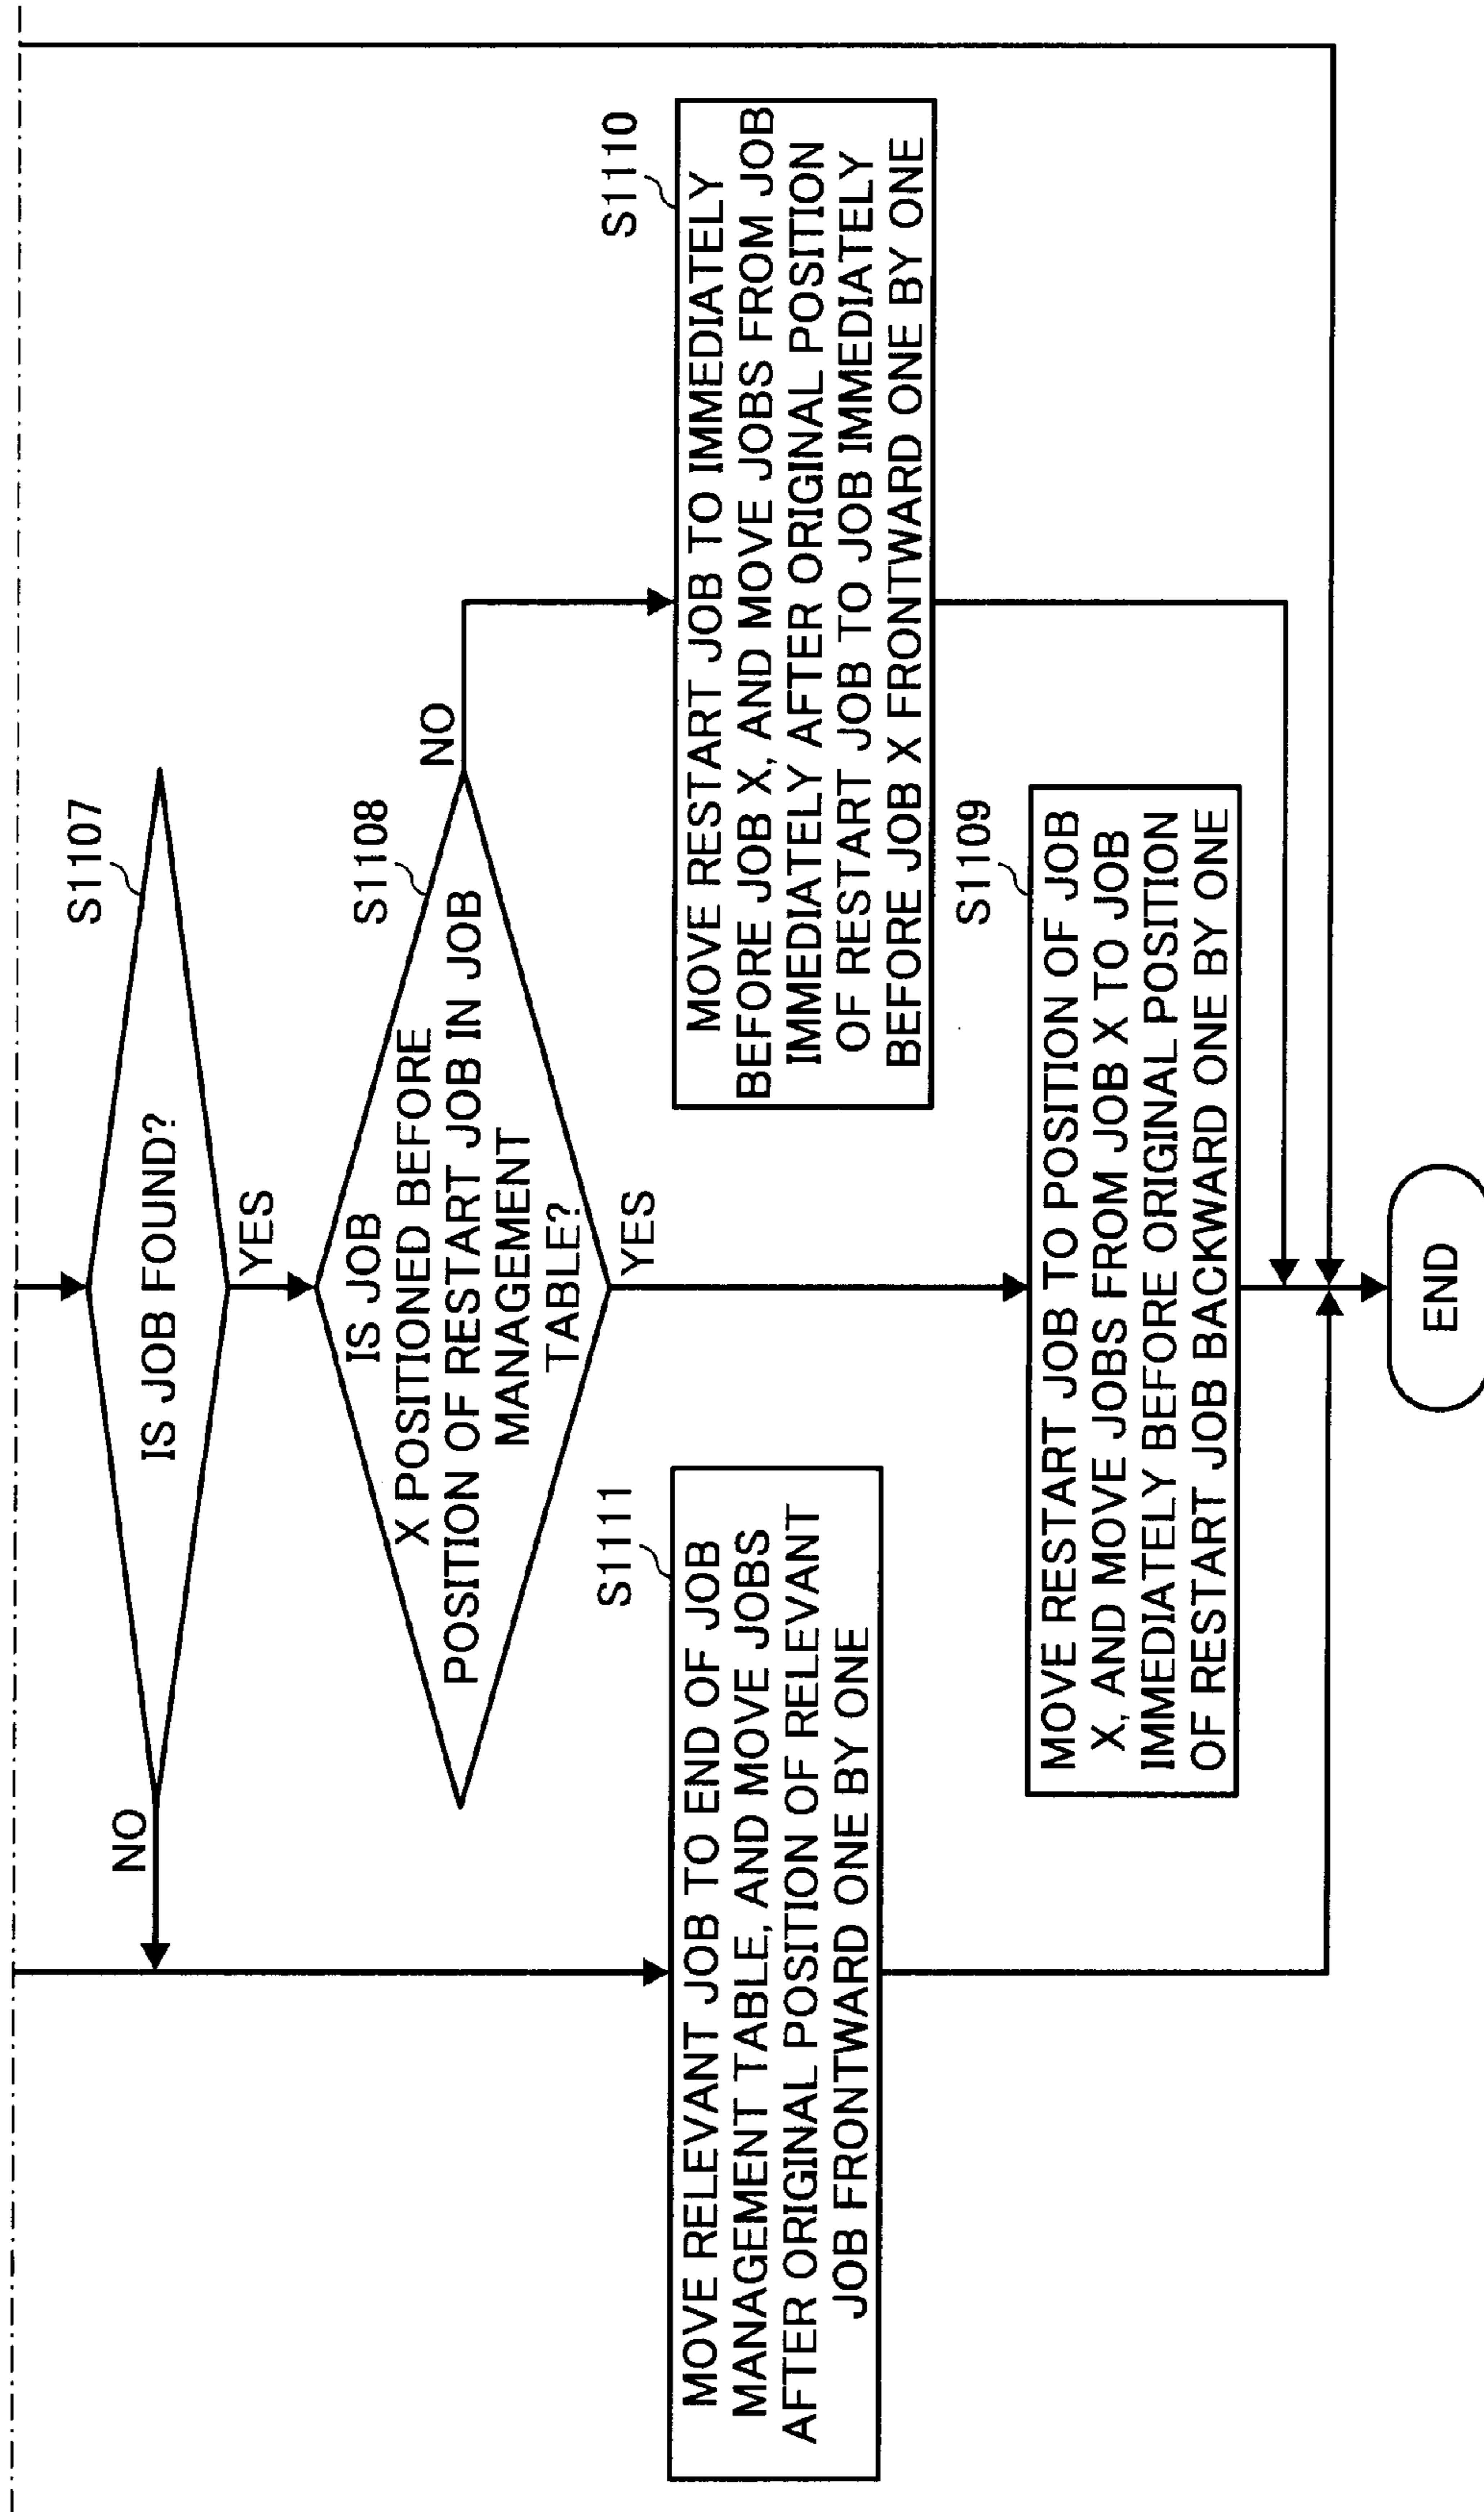 S1107
IS JOB FOUND?
NO
YES
S1108
IS JOB
X POSITIONED BEFORE
POSITION OF RESTART JOB IN JOB
MANAGEMENT
TABLE?
NO
YES
S1111
MOVE RELEVANT JOB TO END OF JOB
MANAGEMENT TABLE, AND MOVE JOBS
AFTER ORIGINAL POSITION OF RELEVANT
JOB FRONTWARD ONE BY ONE
S1110
MOVE RESTART JOB TO IMMEDIATELY
BEFORE JOB X, AND MOVE JOBS FROM JOB
IMMEDIATELY AFTER ORIGINAL POSITION
OF RESTART JOB TO JOB IMMEDIATELY
BEFORE JOB X FRONTWARD ONE BY ONE
S1109
MOVE RESTART JOB TO POSITION OF JOB
X, AND MOVE JOBS FROM JOB X TO JOB
IMMEDIATELY BEFORE ORIGINAL POSITION
OF RESTART JOB BACKWARD ONE BY ONE
END